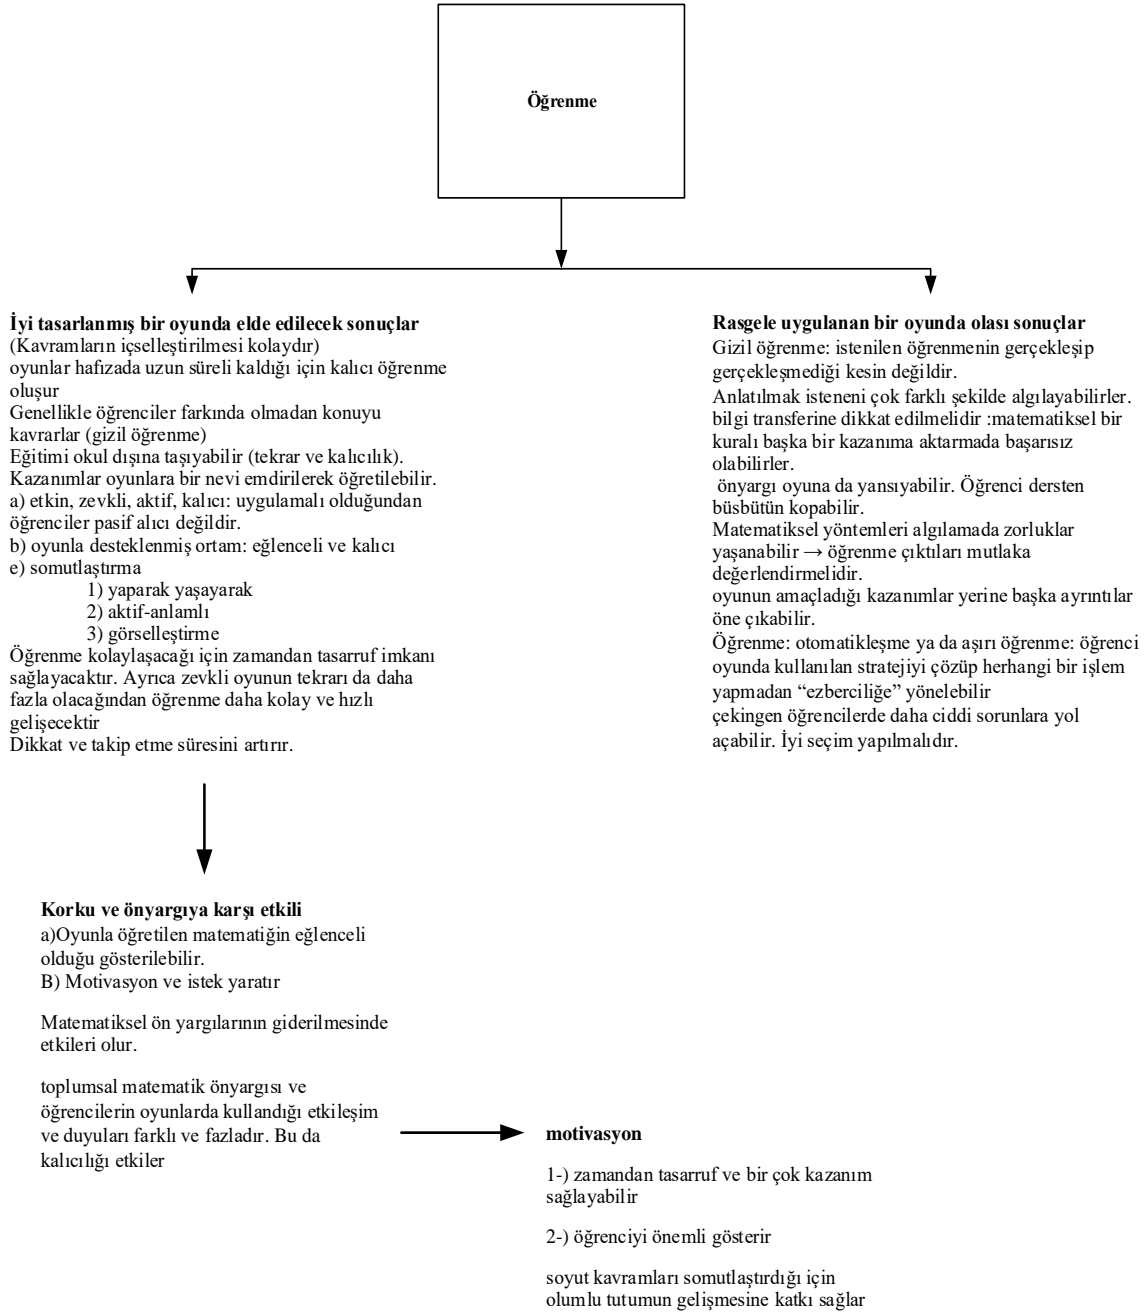 Öğrenme
İyi tasarlanmış bir oyunda elde edilecek sonuçlar
(Kavramların içselleştirilmesi kolaydır)
oyunlar hafızada uzun süreli kaldığı için kalıcı öğrenme
oluşur
Genellikle öğrenciler farkında olmadan konuyu
kavrarlar (gizil öğrenme)
Eğitimi okul dışına taşıyabilir (tekrar ve kalıcılık).
Kazanımlar oyunlara bir nevi emdirilerek öğretilebilir.
a) etkin, zevkli, aktif, kalıcı: uygulamalı olduğundan
öğrenciler pasif alıcı değildir.
b) oyunla desteklenmiş ortam: eğlenceli ve kalıcı
e) somutlaştırma
1) yaparak yaşayarak
2) aktif-anlamlı
3) görselleştirme
Öğrenme kolaylaşacağı için zamandan tasarruf imkanı
sağlayacaktır. Ayrıca zevkli oyunun tekrarı da daha
fazla olacağından öğrenme daha kolay ve hızlı
gelişecektir
Dikkat ve takip etme süresini artırır.
Rasgele uygulanan bir oyunda olası sonuçlar
Gizil öğrenme: istenilen öğrenmenin gerçekleşip
gerçekleşmediği kesin değildir.
Anlatılmak isteneni çok farklı şekilde algılayabilirler.
bilgi transferine dikkat edilmelidir :matematiksel bir
kuralı başka bir kazanıma aktarmada başarısız
olabilirler.
önyargı oyuna da yansıyabilir. Öğrenci dersten
büsbütün kopabilir.
Matematiksel yöntemleri algılamada zorluklar
yaşanabilir → öğrenme çıktıları mutlaka
değerlendirmelidir.
oyunun amaçladığı kazanımlar yerine başka ayrıntılar
öne çıkabilir.
Öğrenme: otomatikleşme ya da aşırı öğrenme: öğrenci
oyunda kullanılan stratejiyi çözüp herhangi bir işlem
yapmadan “ezberciliğe” yönelebilir
çekingen öğrencilerde daha ciddi sorunlara yol
açabilir. İyi seçim yapılmalıdır.
Korku ve önyargıya karşı etkili
a)Oyunla öğretilen matematiğin eğlenceli
olduğu gösterilebilir.
B) Motivasyon ve istek yaratır
Matematiksel ön yargılarının giderilmesinde
etkileri olur.
toplumsal matematik önyargısı ve
öğrencilerin oyunlarda kullandığı etkileşim
ve duyuları farklı ve fazladır. Bu da
kalıcılığı etkiler
motivasyon
1-) zamandan tasarruf ve bir çok kazanım
sağlayabilir
2-) öğrenciyi önemli gösterir
soyut kavramları somutlaştırdığı için
olumlu tutumun gelişmesine katkı sağlar